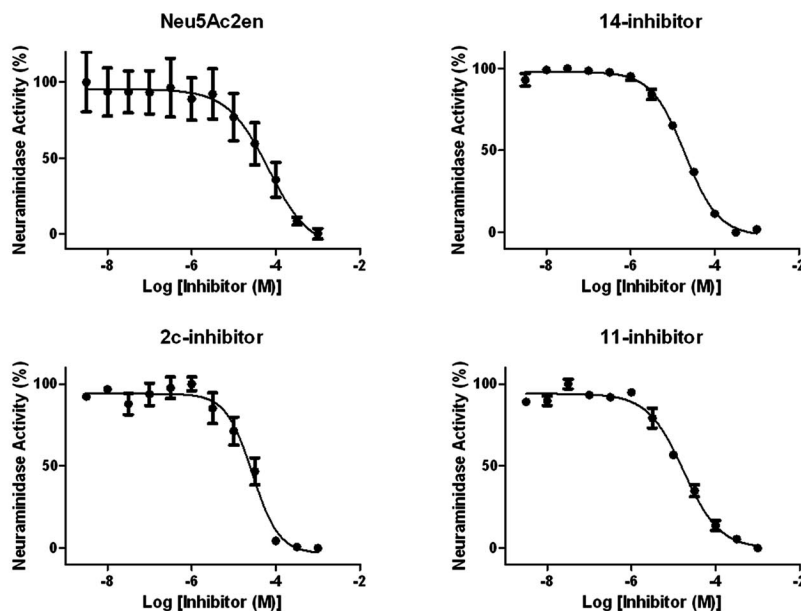 Neu5Ac2en
Neuraminidase Activity (%)
100
50
0
-8
-6
-4
-2
Log [Inhibitor (M)]
14-inhibitor
Neuraminidase Activity (%)
100
50
0
-8
-6
-4
-2
Log [Inhibitor (M)]
2c-inhibitor
Neuraminidase Activity (%)
100
50
0
-8
-6
-4
-2
Log [Inhibitor (M)]
11-inhibitor
Neuraminidase Activity (%)
100
50
0
-8
-6
-4
-2
Log [Inhibitor (M)]